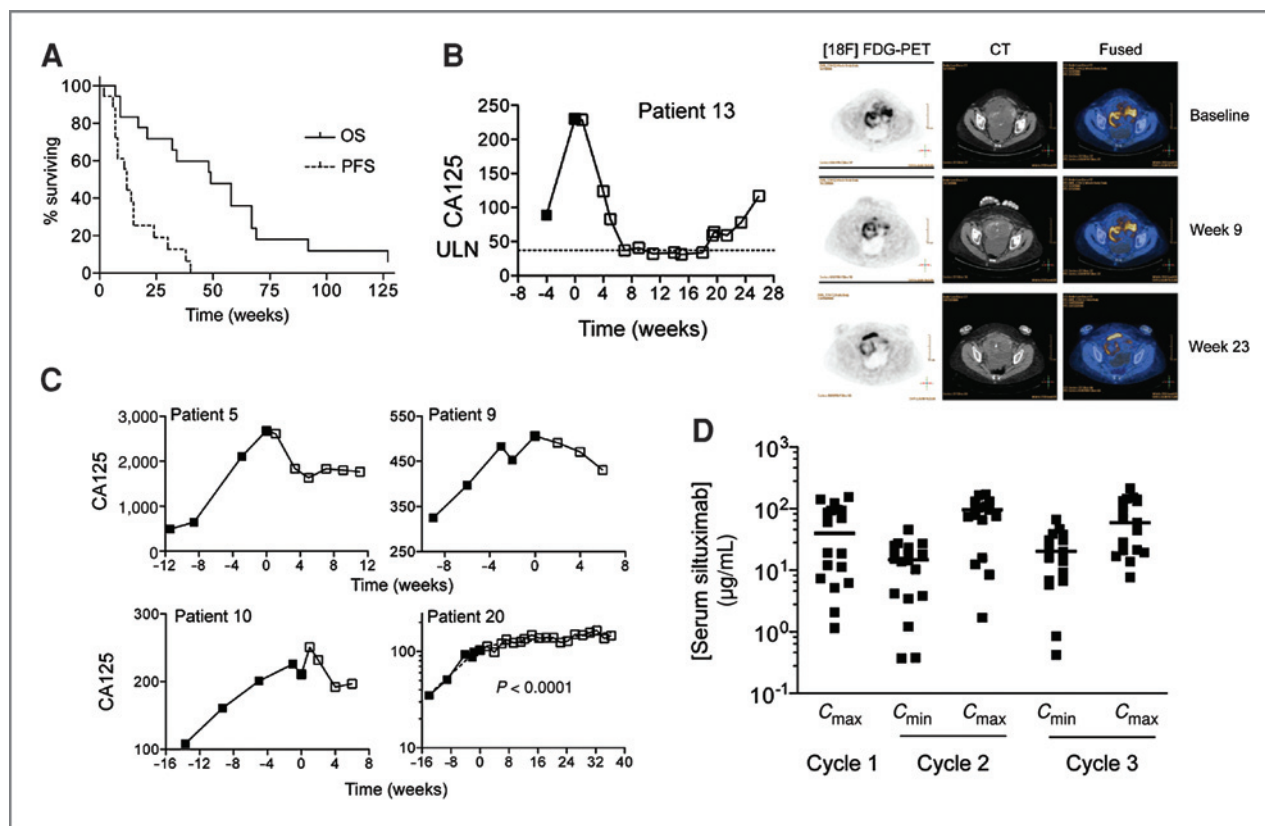 A
% surviving
100
80
60
40
20
0
0 25 50 75 100 125
Time (weeks)
OS
PFS
B
Patient 13
CA125
250
200
150
100
50
0
ULN
-8 -4 0 4 8 12 16 20 24 28
Time (weeks)
[18F] FDG-PET CT Fused
Baseline
Week 9
Week 23
C
Patient 5
CA125
3,000
2,000
1,000
0
-12 -8 -4 0 4 8 12
Time (weeks)
Patient 9
550
450
350
250
-12 -8 -4 0 4 8
Time (weeks)
Patient 10
CA125
300
200
100
-16 -12 -8 -4 0 4 8
Time (weeks)
Patient 20
100
10
P < 0.0001
-16 -8 0 8 16 24 32 40
Time (weeks)
D
[Serum siltuximab]
(µg/mL)
10³
10²
10¹
10⁰
10⁻¹
Cmax Cmin Cmax Cmin Cmax
Cycle 1 Cycle 2 Cycle 3